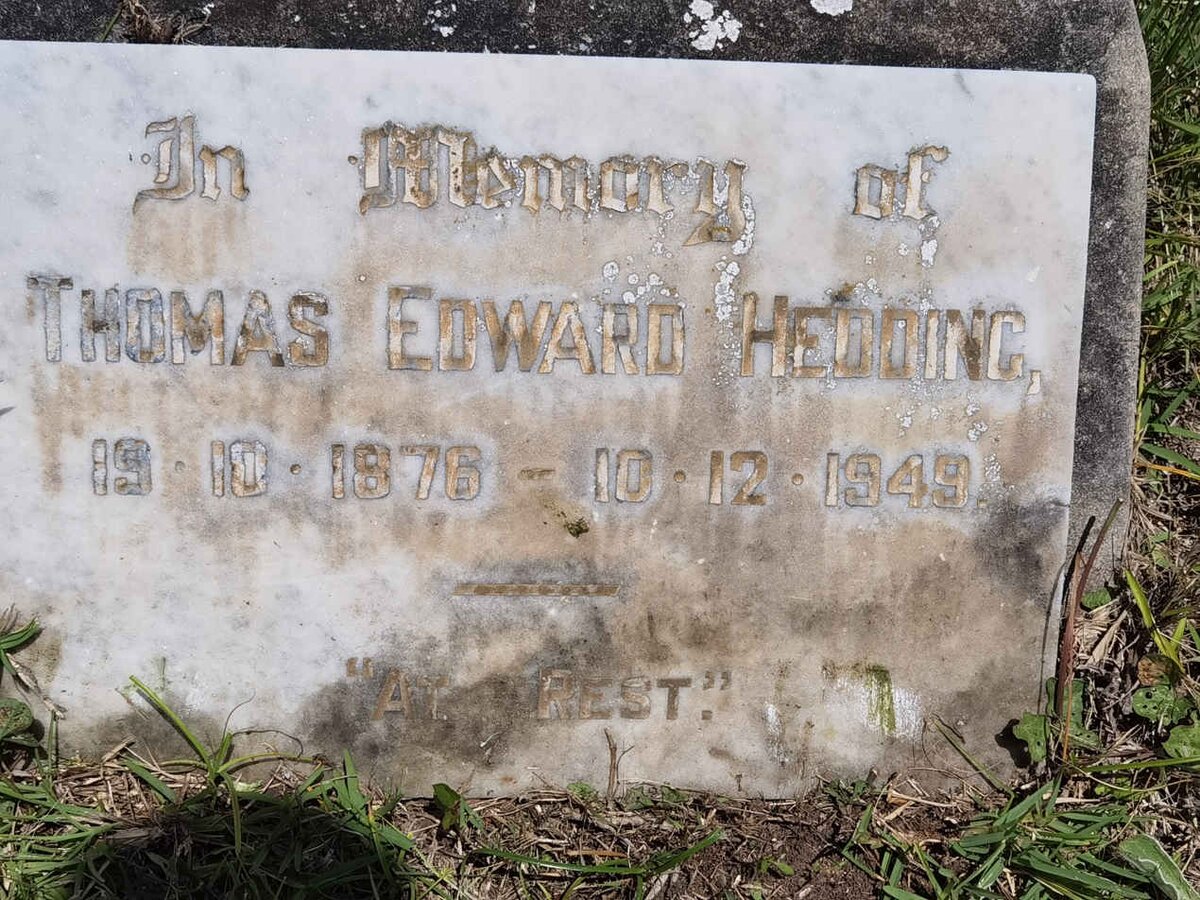 In Memory of
THOMAS EDWARD HEDDING,
19·10·1876 – 10·12·1949.
"AT REST."